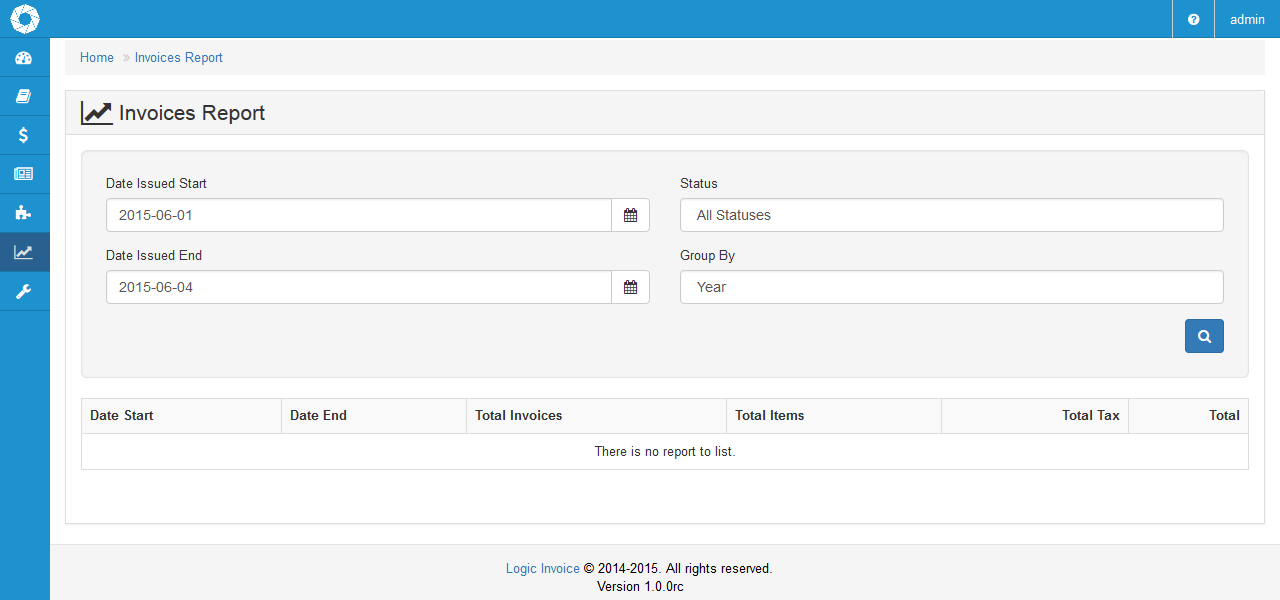 admin
Home » Invoices Report
Invoices Report
Date Issued Start
Status
2015-06-01
All Statuses
Date Issued End
Group By
2015-06-04
Year
Date Start Date End Total Invoices Total Items Total Tax Total
There is no report to list.
Logic Invoice © 2014-2015. All rights reserved.
Version 1.0.0rc